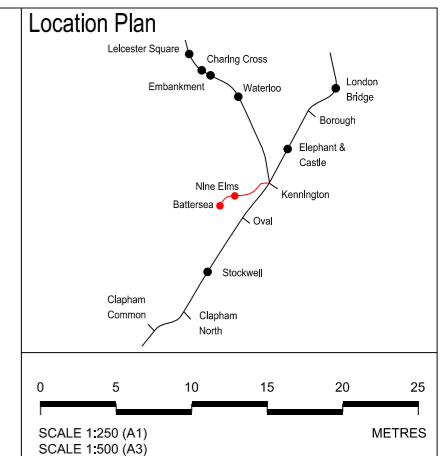 Location Plan
Leicester Square
Charing Cross
Embankment
Waterloo
London
Bridge
Borough
Elephant &
Castle
Nine Elms
Kennington
Battersea
Oval
Stockwell
Clapham
Common
Clapham
North
0 5 10 15 20 25
SCALE 1:250 (A1) METRES
SCALE 1:500 (A3)